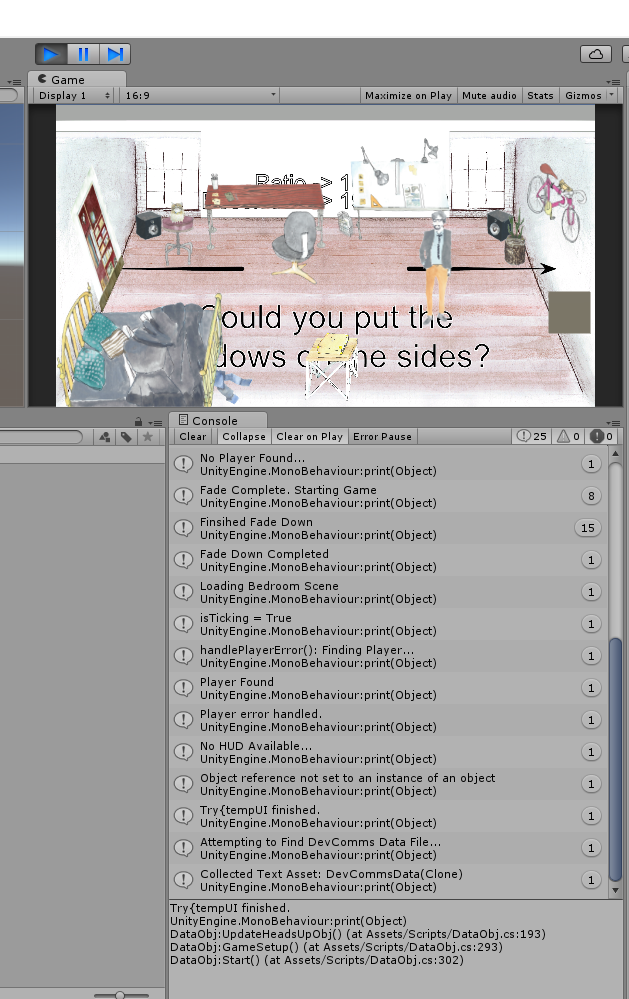 Game
Display 1
16:9
Maximize on Play
Mute audio
Stats
Gizmos
Ratio -> 1
> 1
ould you put the
dows o
he sides?
Console
Clear
Collapse
Clear on Play
Error Pause
25
0
0
No Player Found...
UnityEngine.MonoBehaviour:print(Object)
1
Fade Complete. Starting Game
UnityEngine.MonoBehaviour:print(Object)
8
Finsihed Fade Down
UnityEngine.MonoBehaviour:print(Object)
15
Fade Down Completed
UnityEngine.MonoBehaviour:print(Object)
1
Loading Bedroom Scene
UnityEngine.MonoBehaviour:print(Object)
1
isTicking = True
UnityEngine.MonoBehaviour:print(Object)
1
handlePlayerError(): Finding Player...
UnityEngine.MonoBehaviour:print(Object)
1
Player Found
UnityEngine.MonoBehaviour:print(Object)
1
Player error handled.
UnityEngine.MonoBehaviour:print(Object)
1
No HUD Available...
UnityEngine.MonoBehaviour:print(Object)
1
Object reference not set to an instance of an object
UnityEngine.MonoBehaviour:print(Object)
1
Try{tempUI finished.
UnityEngine.MonoBehaviour:print(Object)
1
Attempting to Find DevComms Data File...
UnityEngine.MonoBehaviour:print(Object)
1
Collected Text Asset: DevCommsData(Clone)
UnityEngine.MonoBehaviour:print(Object)
1
Try{tempUI finished.
UnityEngine.MonoBehaviour:print(Object)
DataObj:UpdateHeadsUpObj() (at Assets/Scripts/DataObj.cs:193)
DataObj:GameSetup() (at Assets/Scripts/DataObj.cs:293)
DataObj:Start() (at Assets/Scripts/DataObj.cs:302)